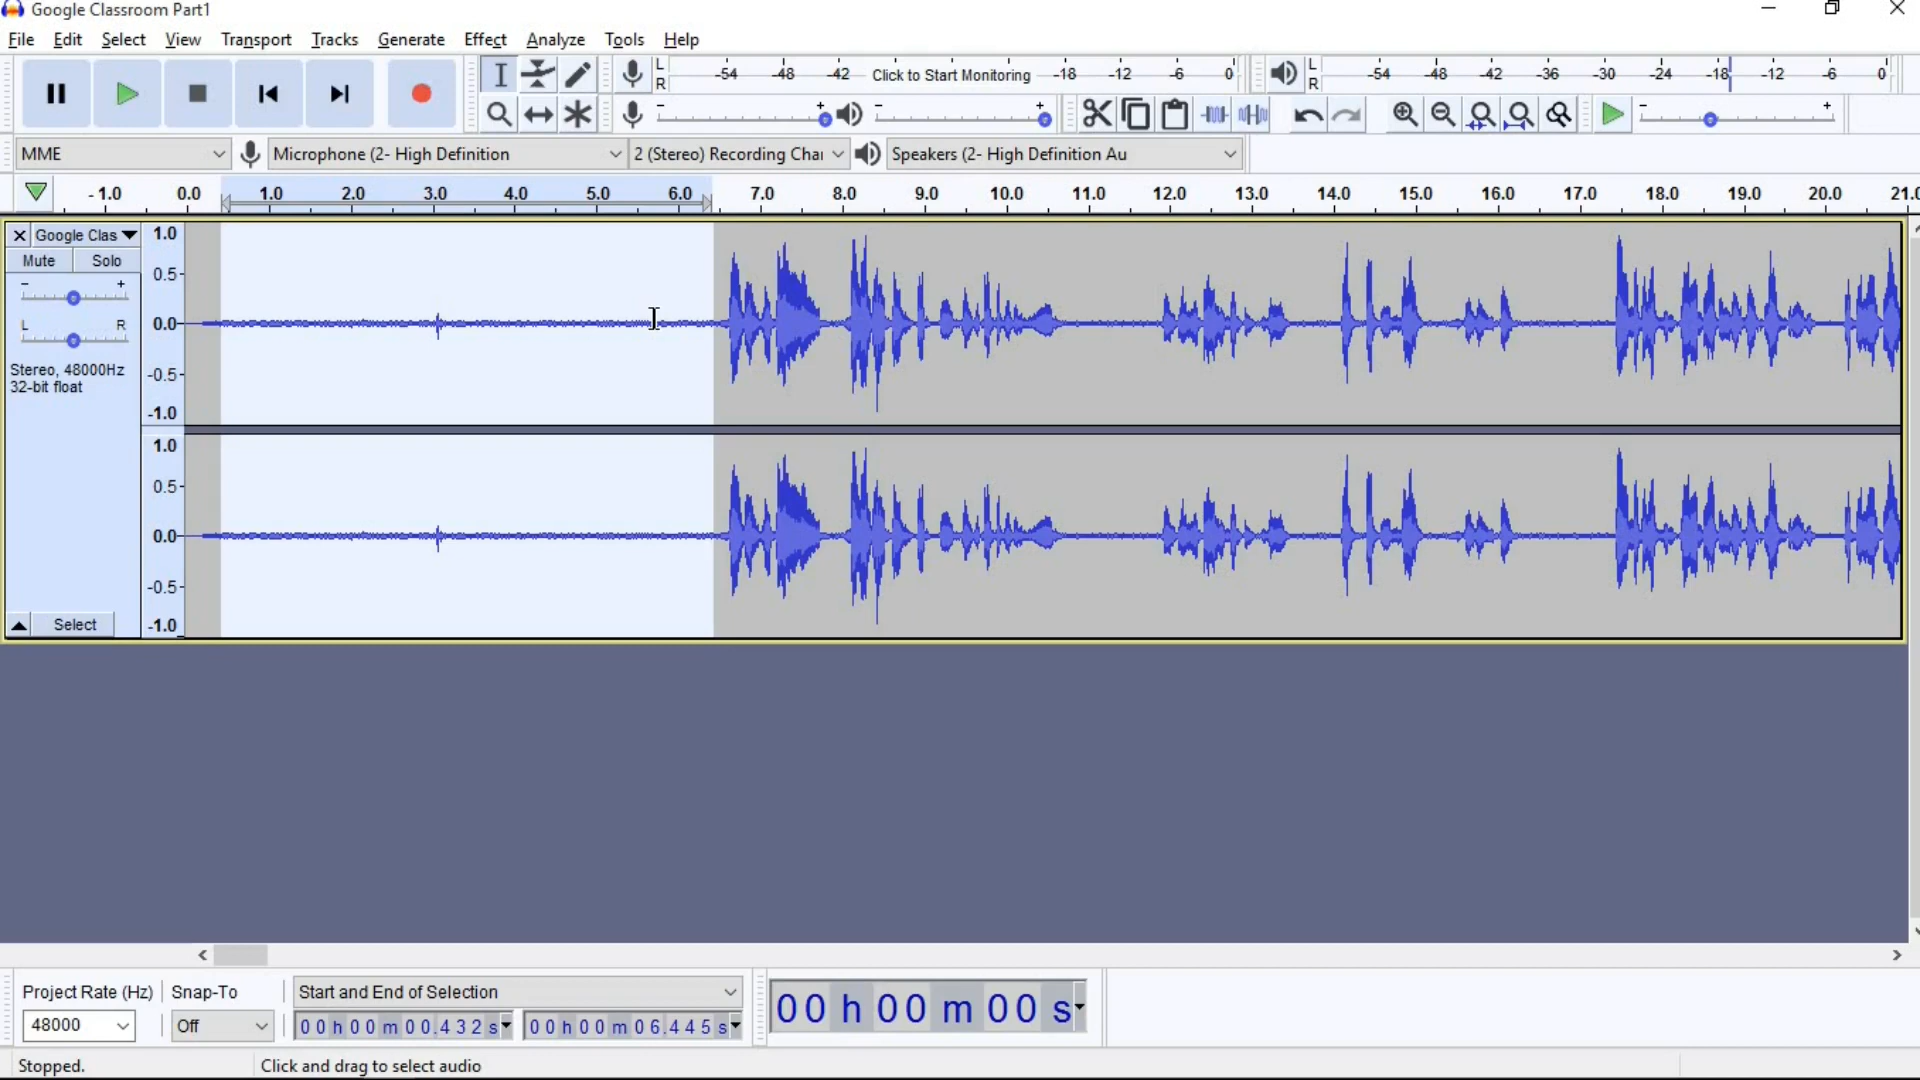 Google Classroom Part1
File Edit Select View Transport Tracks Generate Effect Analyze Tools Help
L R -54 -48 -42 Click to Start Monitoring -18 -12 -6 0 L R -54 -48 -42 -36 -30 -24 -18 -12 -6 0
- + - + - +
MME Microphone (2- High Definition 2 (Stereo) Recording Chai Speakers (2- High Definition Au
- 1.0 0.0 1.0 2.0 3.0 4.0 5.0 6.0 7.0 8.0 9.0 10.0 11.0 12.0 13.0 14.0 15.0 16.0 17.0 18.0 19.0 20.0 21.0
Google Clas
Mute Solo
- +
L R
Stereo, 48000Hz
32-bit float
Select
1.0
0.5-
0.0-
-0.5-
-1.0
1.0
0.5-
0.0-
-0.5-
-1.0
Project Rate (Hz) Snap-To Start and End of Selection
48000 Off 00 h 00 m 00.432 s 00 h 00 m 06.445 s 00 h 00 m 00 s
Stopped. Click and drag to select audio